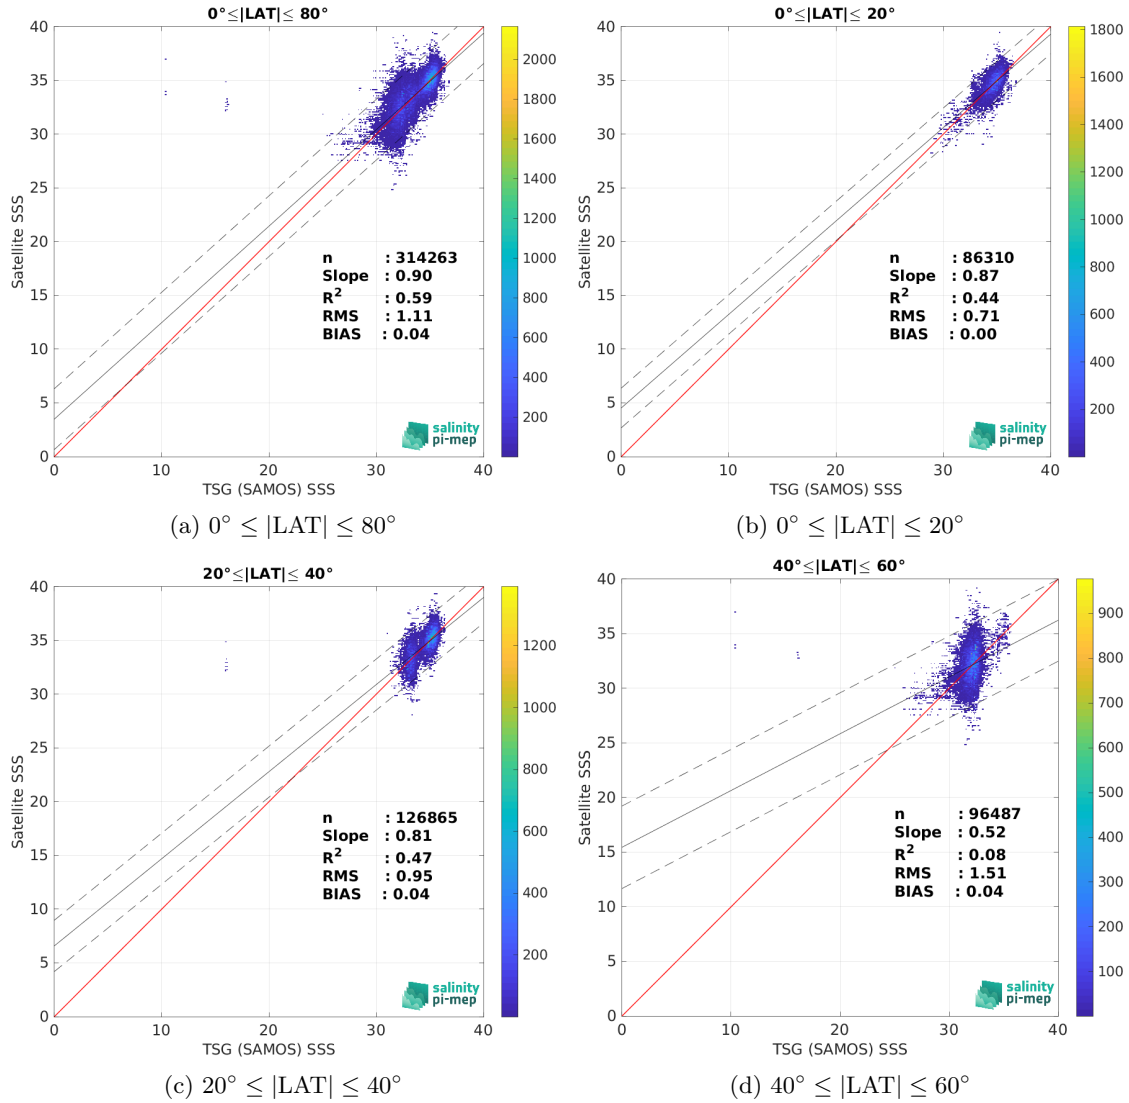 0°≤|LAT|≤ 80°
40
35
30
25
20
15
10
5
0
Satellite SSS
n : 314263
Slope : 0.90
R² : 0.59
RMS : 1.11
BIAS : 0.04
salinity
pi-mep
0 10 20 30 40
TSG (SAMOS) SSS
2000
1800
1600
1400
1200
1000
800
600
400
200
(a) 0° ≤ |LAT| ≤ 80°
0°≤|LAT|≤ 20°
40
35
30
25
20
15
10
5
0
Satellite SSS
n : 86310
Slope : 0.87
R² : 0.44
RMS : 0.71
BIAS : 0.00
salinity
pi-mep
0 10 20 30 40
TSG (SAMOS) SSS
1800
1600
1400
1200
1000
800
600
400
200
(b) 0° ≤ |LAT| ≤ 20°
20°≤|LAT|≤ 40°
40
35
30
25
20
15
10
5
0
Satellite SSS
n : 126865
Slope : 0.81
R² : 0.47
RMS : 0.95
BIAS : 0.04
salinity
pi-mep
0 10 20 30 40
TSG (SAMOS) SSS
1200
1000
800
600
400
200
(c) 20° ≤ |LAT| ≤ 40°
40°≤|LAT|≤ 60°
40
35
30
25
20
15
10
5
0
Satellite SSS
n : 96487
Slope : 0.52
R² : 0.08
RMS : 1.51
BIAS : 0.04
salinity
pi-mep
0 10 20 30 40
TSG (SAMOS) SSS
900
800
700
600
500
400
300
200
100
(d) 40° ≤ |LAT| ≤ 60°